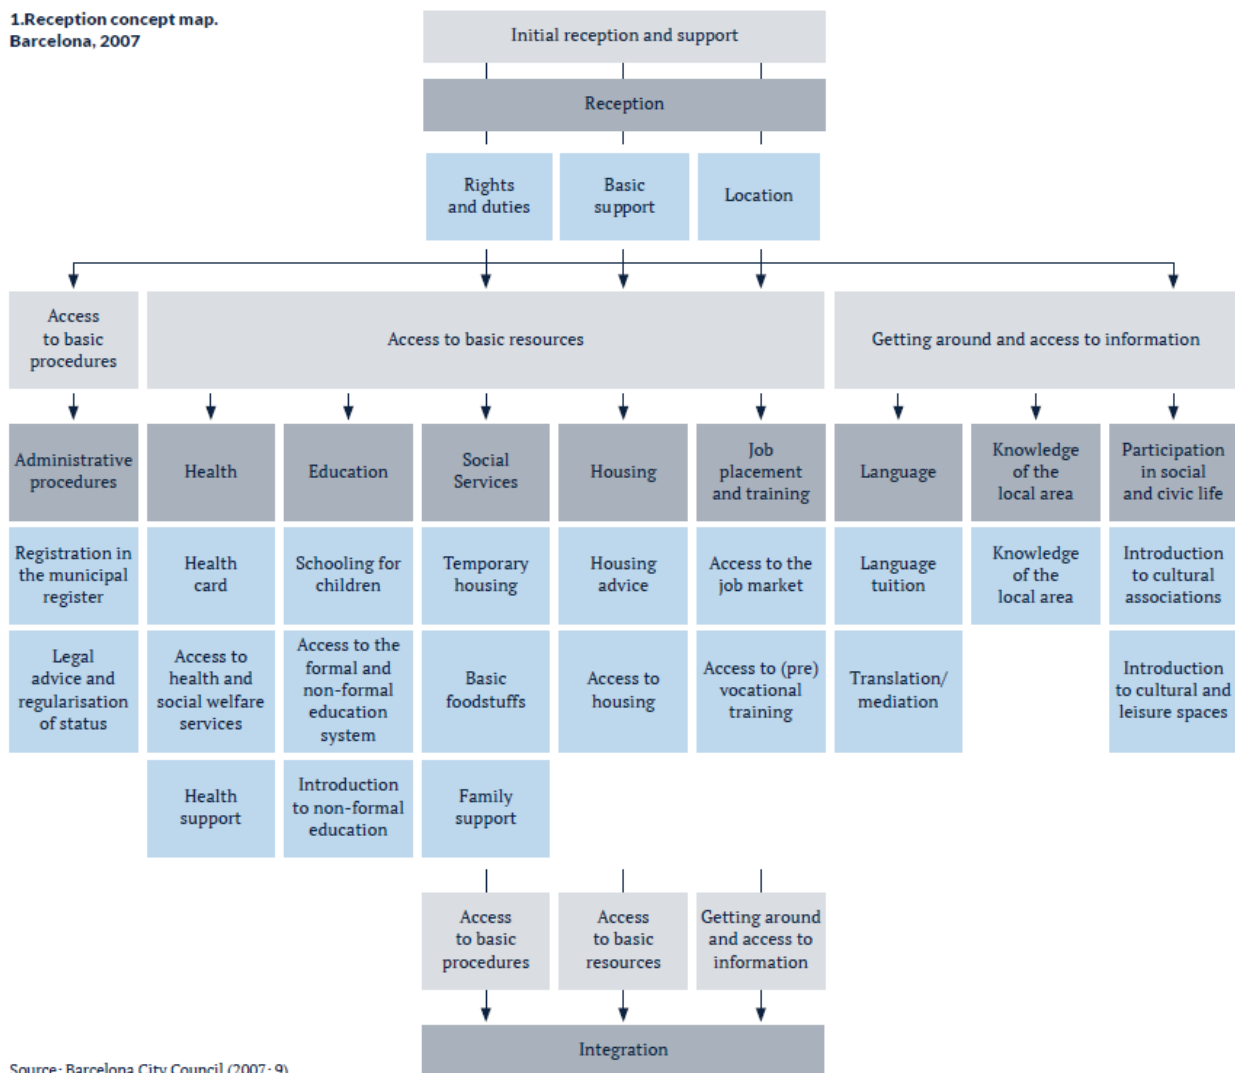 1.Reception concept map.
Barcelona, 2007
Initial reception and support
Reception
Rights
and duties
Basic
support
Location
Access
to basic
procedures
Access to basic resources
Getting around and access to information
Administrative
procedures
Health
Education
Social
Services
Housing
Job
placement
and training
Language
Knowledge
of the
local area
Participation
in social
and civic life
Registration in
the municipal
register
Health
card
Schooling for
children
Temporary
housing
Housing
advice
Access to the
job market
Language
tuition
Knowledge
of the
local area
Introduction
to cultural
associations
Legal
advice and
regularisation
of status
Access to
health and
social welfare
services
Access to the
formal and
non-formal
education
system
Basic
foodstuffs
Access to
housing
Access to (pre)
vocational
training
Translation/
mediation
Introduction
to cultural and
leisure spaces
Health
support
Introduction
to non-formal
education
Family
support
Access
to basic
procedures
Access
to basic
resources
Getting around
and access to
information
Integration
Source: Barcelona City Council (2007: 9)